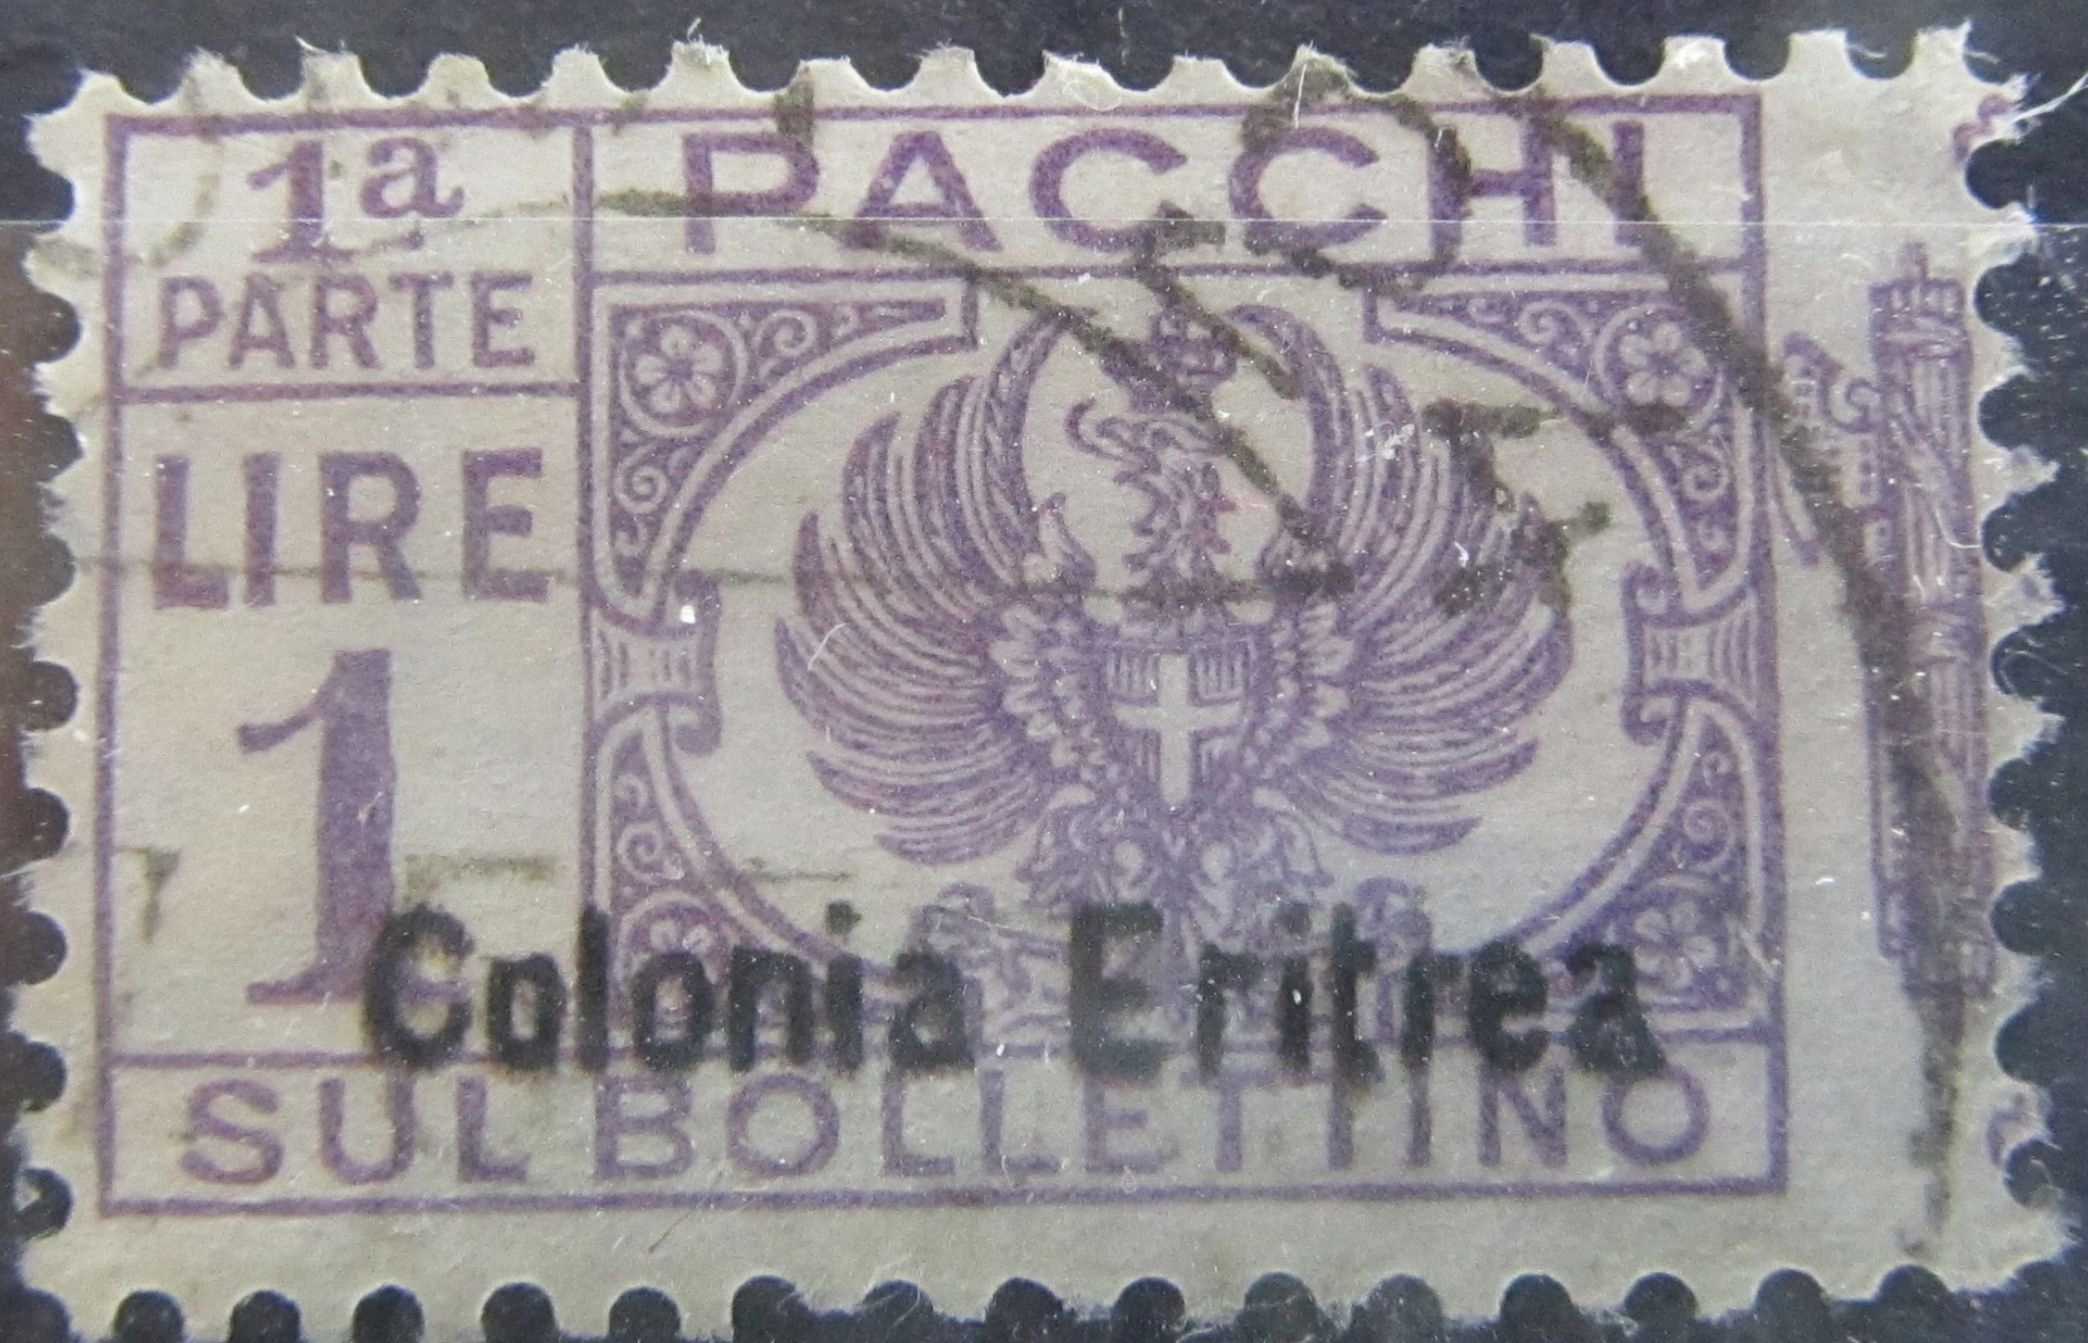 1a
PARTE
PACCHI
LIRE
1
Colonia Eritrea
SUL BOLLETTINO